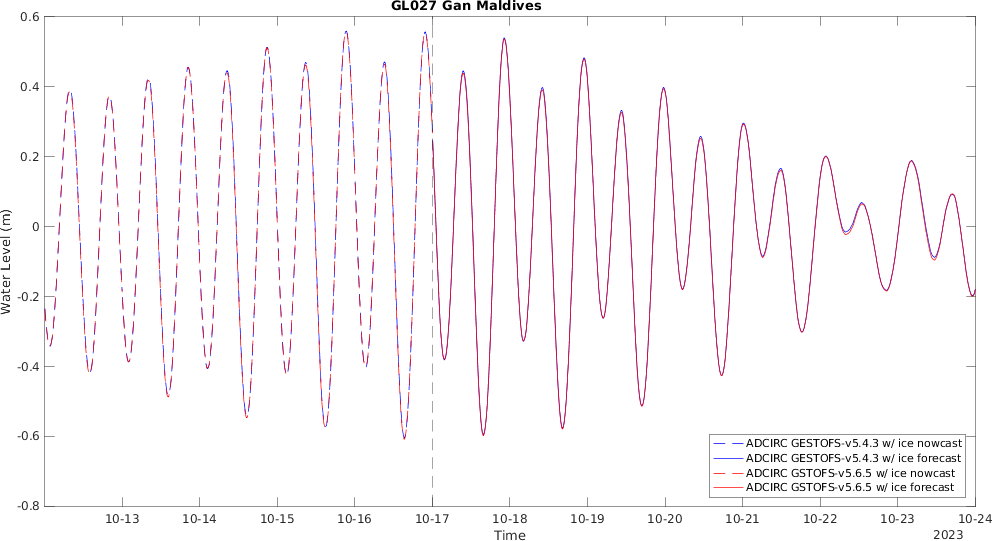 GL027 Gan Maldives
0.6
0.4
0.2
0
-0.2
-0.4
-0.6
-0.8
Water Level (m)
ADCIRC GESTOFS-v5.4.3 w/ ice nowcast
ADCIRC GESTOFS-v5.4.3 w/ ice forecast
ADCIRC GSTOFS-v5.6.5 w/ ice nowcast
ADCIRC GSTOFS-v5.6.5 w/ ice forecast
10-13 10-14 10-15 10-16 10-17 10-18 10-19 10-20 10-21 10-22 10-23 10-24
Time
2023